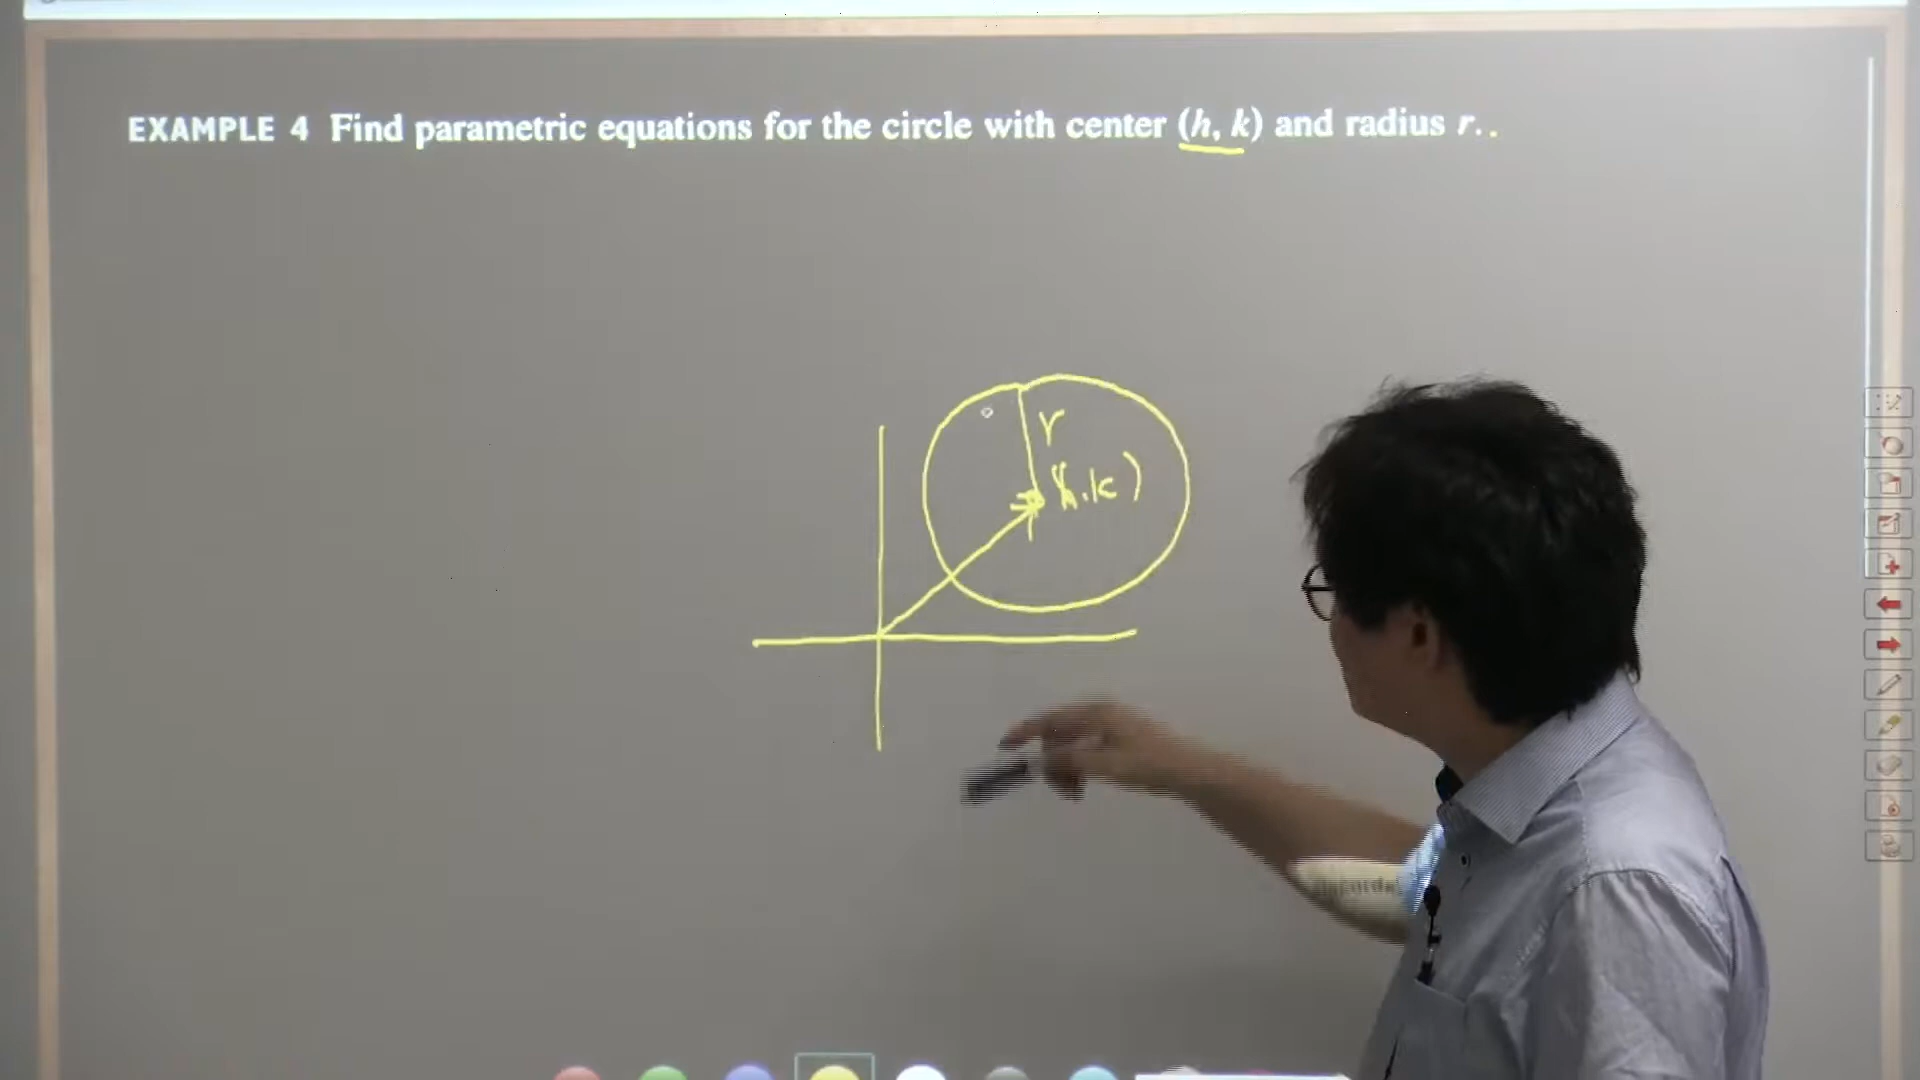 EXAMPLE 4 Find parametric equations for the circle with center (h, k) and radius r..
r
(h.k)